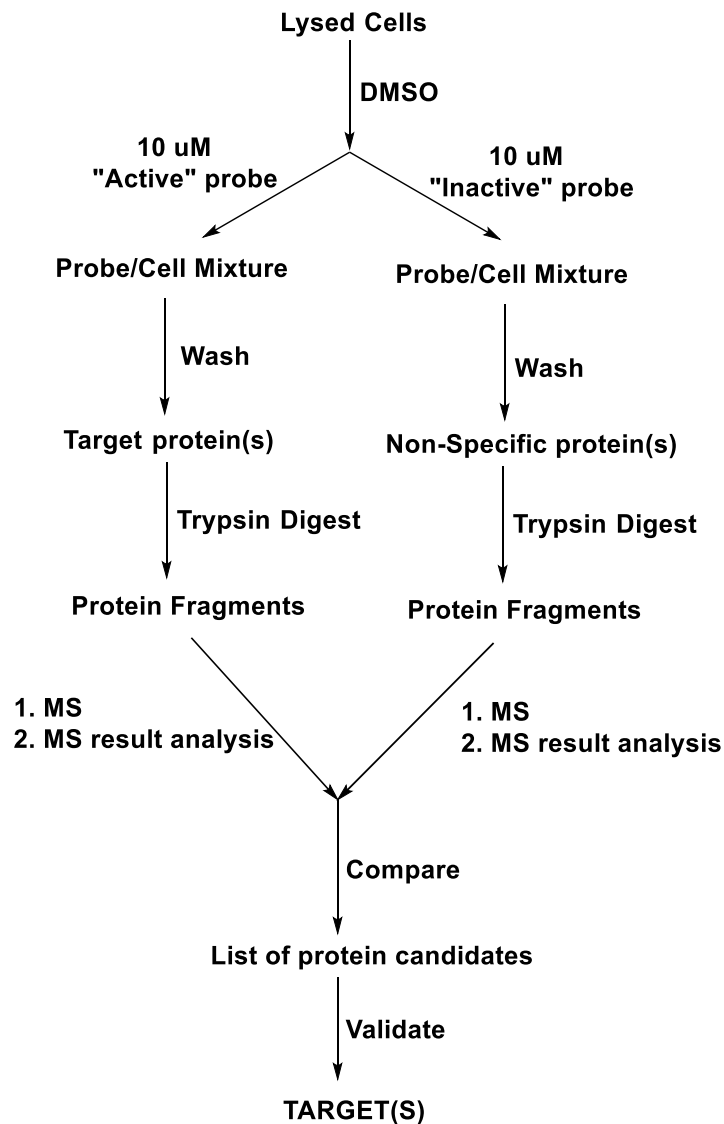 Lysed Cells
DMSO
10 uM
"Active" probe
10 uM
"Inactive" probe
Probe/Cell Mixture
Probe/Cell Mixture
Wash
Wash
Target protein(s)
Non-Specific protein(s)
Trypsin Digest
Trypsin Digest
Protein Fragments
Protein Fragments
1. MS
2. MS result analysis
1. MS
2. MS result analysis
Compare
List of protein candidates
Validate
TARGET(S)